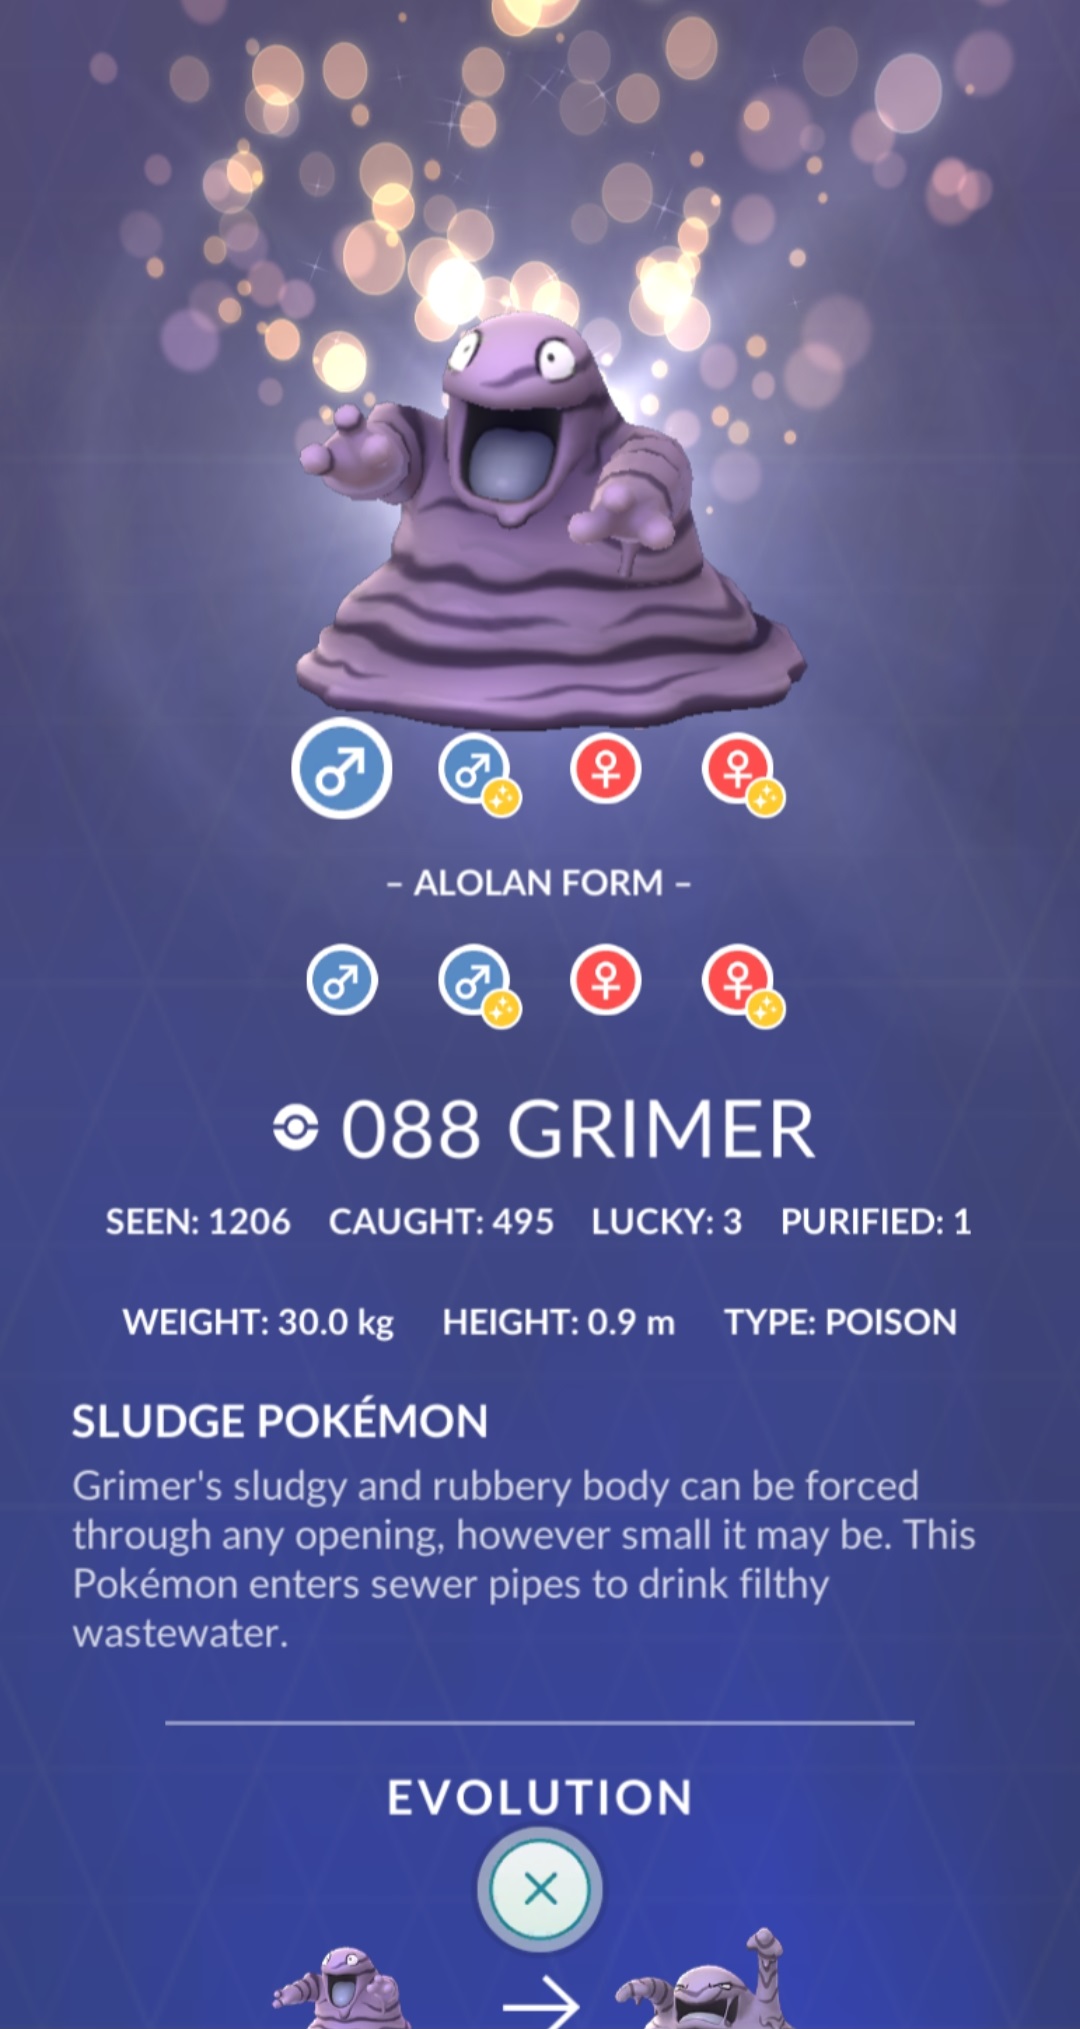 – ALOLAN FORM –
088 GRIMER
SEEN: 1206 CAUGHT: 495 LUCKY: 3 PURIFIED: 1
WEIGHT: 30.0 kg HEIGHT: 0.9 m TYPE: POISON
SLUDGE POKÉMON
Grimer's sludgy and rubbery body can be forced
through any opening, however small it may be. This
Pokémon enters sewer pipes to drink filthy
wastewater.
EVOLUTION